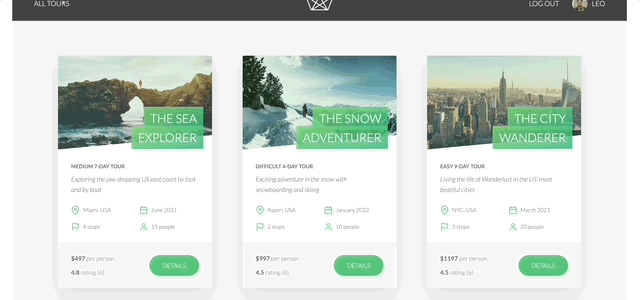 ALL TOURS
LOG OUT
LEO
THE SEA
EXPLORER
MEDIUM 7-DAY TOUR
Exploring the jaw-dropping US east coast by foot
and by boat
Miami, USA
June 2021
4 stops
15 people
$497 per person
4.8 rating (6)
DETAILS
THE SNOW
ADVENTURER
DIFFICULT 4-DAY TOUR
Exciting adventure in the snow with
snowboarding and skiing
Aspen, USA
January 2022
2 stops
10 people
$997 per person
4.5 rating (6)
DETAILS
THE CITY
WANDERER
EASY 9-DAY TOUR
Living the life of Wanderlust in the US' most
beatiful cities
NYC, USA
March 2021
3 stops
20 people
$1197 per person
4.5 rating (6)
DETAILS